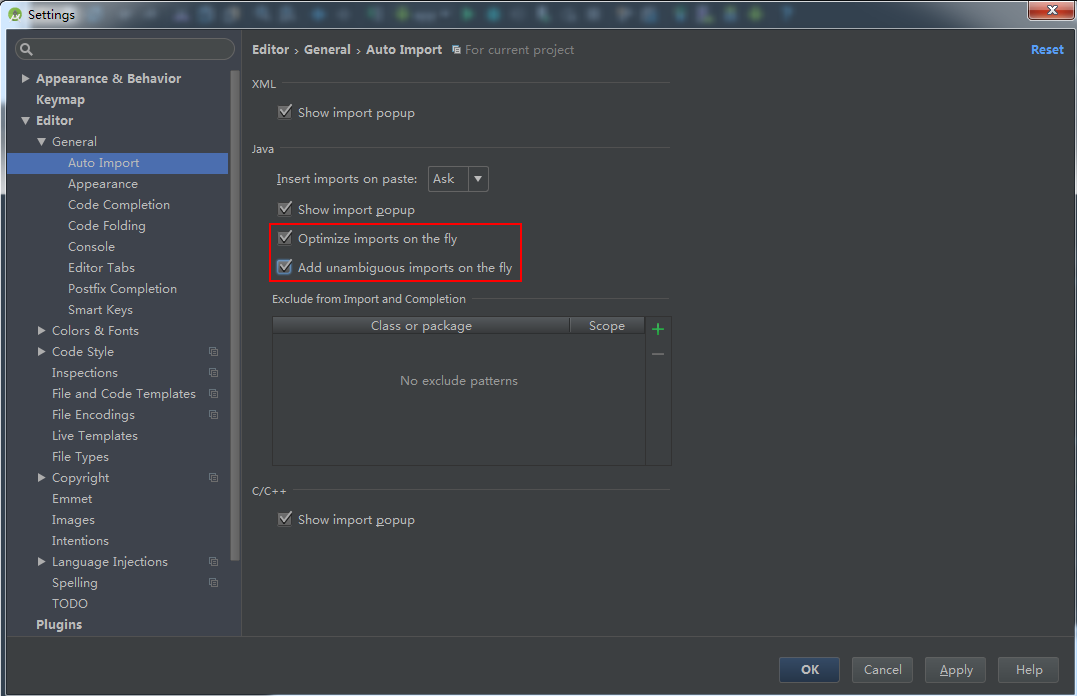 Settings
Appearance & Behavior
Keymap
Editor
General
Auto Import
Appearance
Code Completion
Code Folding
Console
Editor Tabs
Postfix Completion
Smart Keys
Colors & Fonts
Code Style
Inspections
File and Code Templates
File Encodings
Live Templates
File Types
Copyright
Emmet
Images
Intentions
Language Injections
Spelling
TODO
Plugins
Editor › General › Auto Import For current project
Reset
XML
Show import popup
Java
Insert imports on paste: Ask
Show import popup
Optimize imports on the fly
Add unambiguous imports on the fly
Exclude from Import and Completion
Class or package Scope
No exclude patterns
C/C++
Show import popup
OK Cancel Apply Help